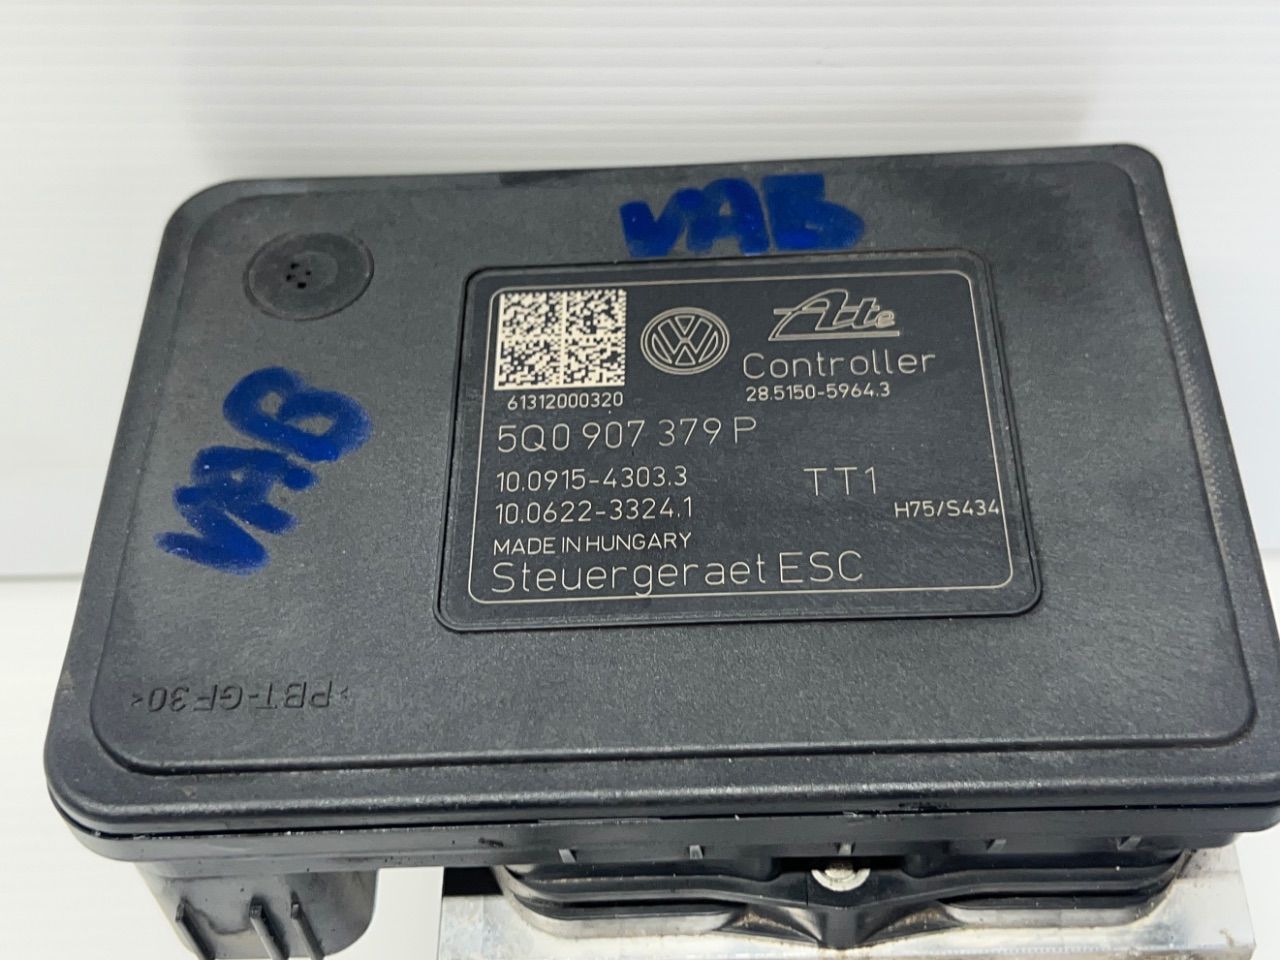 VAB
VAB
Ate
Controller
28.5150-5964.3
61312000320
5Q0 907 379 P
10.0915-4303.3
TT1
10.0622-3324.1
H75/S434
MADE IN HUNGARY
Steuergeraet ESC
>PBT-GF30<